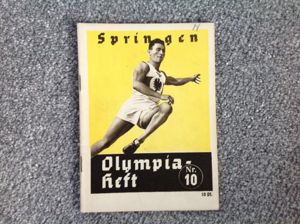 Springen
Olympia-
Heft
Nr.
10
10 Pf.